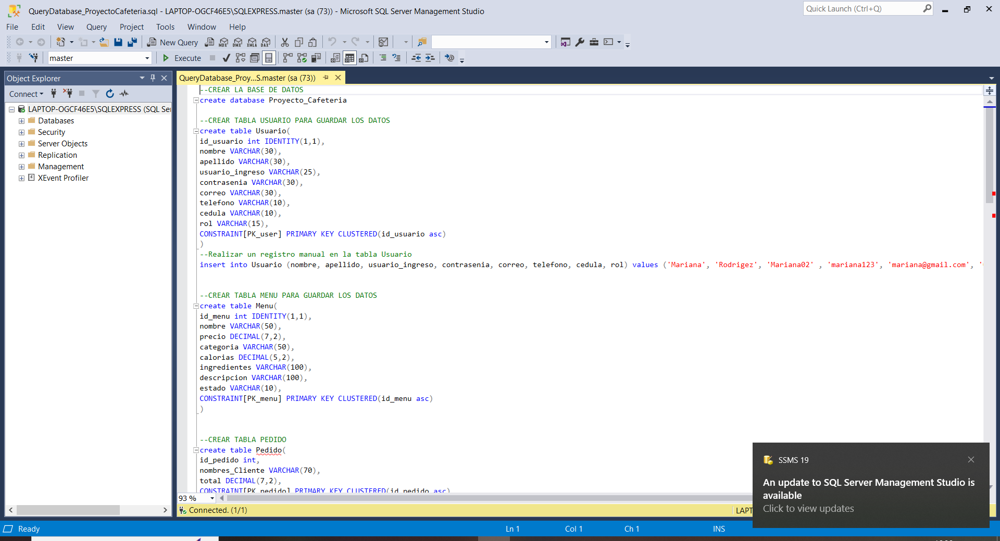 QueryDatabase_ProyectoCafeteria.sql - LAPTOP-OGCF46E5\SQLEXPRESS.master (sa (73)) - Microsoft SQL Server Management Studio
Quick Launch (Ctrl+Q)
File Edit View Query Project Tools Window Help
New Query MDX DMX XMLA DAX
master Execute
Object Explorer
QueryDatabase_Proy...S.master (sa (73))
Connect
LAPTOP-OGCF46E5\SQLEXPRESS (SQL Se
Databases
Security
Server Objects
Replication
Management
XEvent Profiler
--CREAR LA BASE DE DATOS
create database Proyecto_Cafeteria
--CREAR TABLA USUARIO PARA GUARDAR LOS DATOS
create table Usuario(
id_usuario int IDENTITY(1,1),
nombre VARCHAR(30),
apellido VARCHAR(30),
usuario_ingreso VARCHAR(25),
contrasenia VARCHAR(30),
correo VARCHAR(30),
telefono VARCHAR(10),
cedula VARCHAR(10),
rol VARCHAR(15),
CONSTRAINT[PK_user] PRIMARY KEY CLUSTERED(id_usuario asc)
)
--Realizar un registro manual en la tabla Usuario
insert into Usuario (nombre, apellido, usuario_ingreso, contrasenia, correo, telefono, cedula, rol) values ('Mariana', 'Rodrigez', 'Mariana02' , 'mariana123', 'mariana@gmail.com', '
--CREAR TABLA MENU PARA GUARDAR LOS DATOS
create table Menu(
id_menu int IDENTITY(1,1),
nombre VARCHAR(50),
precio DECIMAL(7,2),
categoria VARCHAR(50),
calorias DECIMAL(5,2),
ingredientes VARCHAR(100),
descripcion VARCHAR(100),
estado VARCHAR(10),
CONSTRAINT[PK_menu] PRIMARY KEY CLUSTERED(id_menu asc)
)
--CREAR TABLA PEDIDO
create table Pedido(
id_pedido int,
nombres_Cliente VARCHAR(70),
total DECIMAL(7,2),
CONSTRAINT[PK_pedido] PRIMARY KEY CLUSTERED(id_pedido asc)
93 %
Connected. (1/1)
LAPT
SSMS 19
An update to SQL Server Management Studio is
available
Click to view updates
Ready Ln 1 Col 1 Ch 1 INS